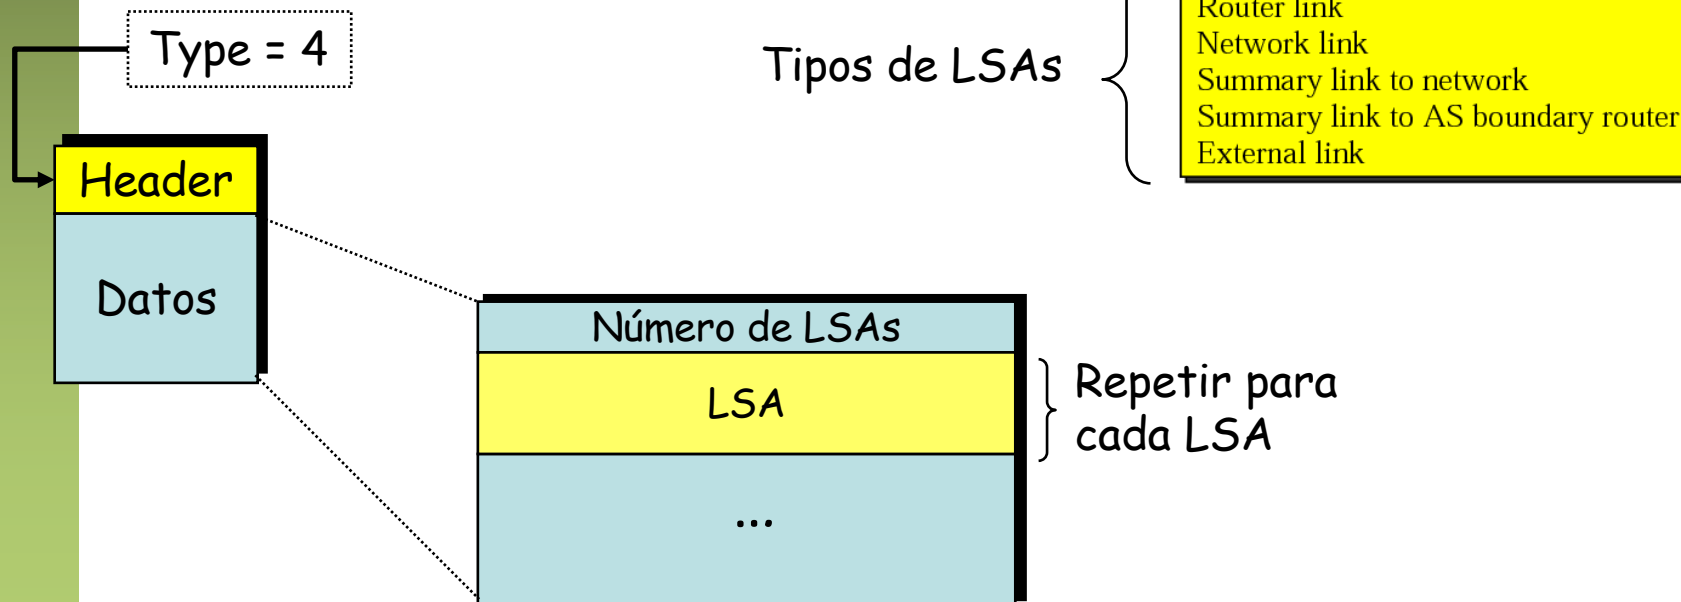 Type = 4
Tipos de LSAs
Router link
Network link
Summary link to network
Summary link to AS boundary router
External link
Header
Datos
Número de LSAs
LSA
...
Repetir para
cada LSA